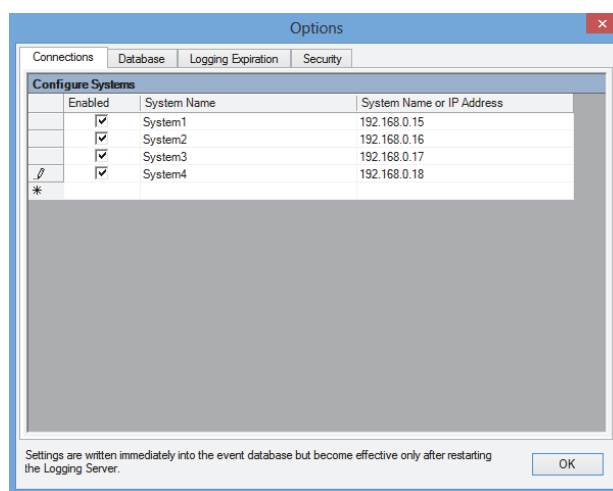 Options
Connections Database Logging Expiration Security
Configure Systems
Enabled System Name System Name or IP Address
System1 192.168.0.15
System2 192.168.0.16
System3 192.168.0.17
System4 192.168.0.18
Settings are written immediately into the event database but become effective only after restarting
the Logging Server.
OK